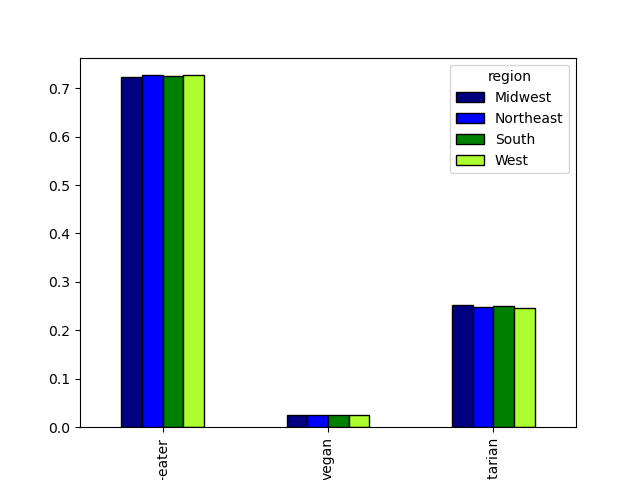 region
Midwest
Northeast
South
West
0.7
0.6
0.5
0.4
0.3
0.2
0.1
0.0
-eater
vegan
tarian